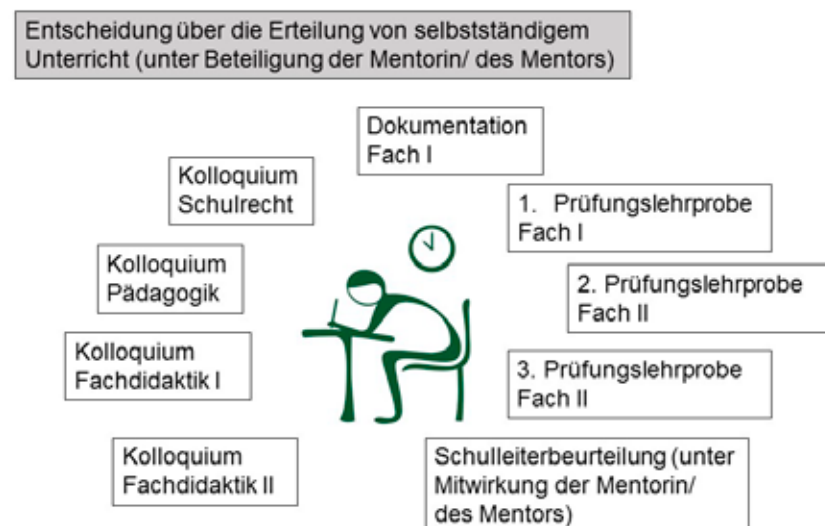 Entscheidung über die Erteilung von selbstständigem
Unterricht (unter Beteiligung der Mentorin/ des Mentors)
Dokumentation
Fach I
Kolloquium
Schulrecht
1. Prüfungslehrprobe
Fach I
Kolloquium
Pädagogik
2. Prüfungslehrprobe
Fach II
Kolloquium
Fachdidaktik I
3. Prüfungslehrprobe
Fach II
Kolloquium
Fachdidaktik II
Schulleiterbeurteilung (unter
Mitwirkung der Mentorin/
des Mentors)